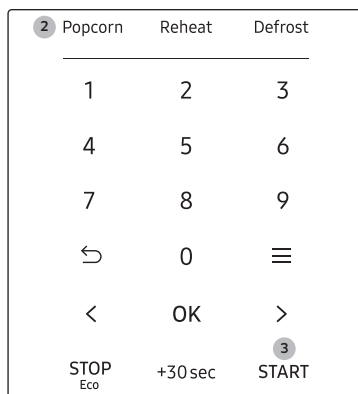 2 Popcorn Reheat Defrost
1 2 3
4 5 6
7 8 9
0
< OK >
3
STOP +30 sec START
Eco